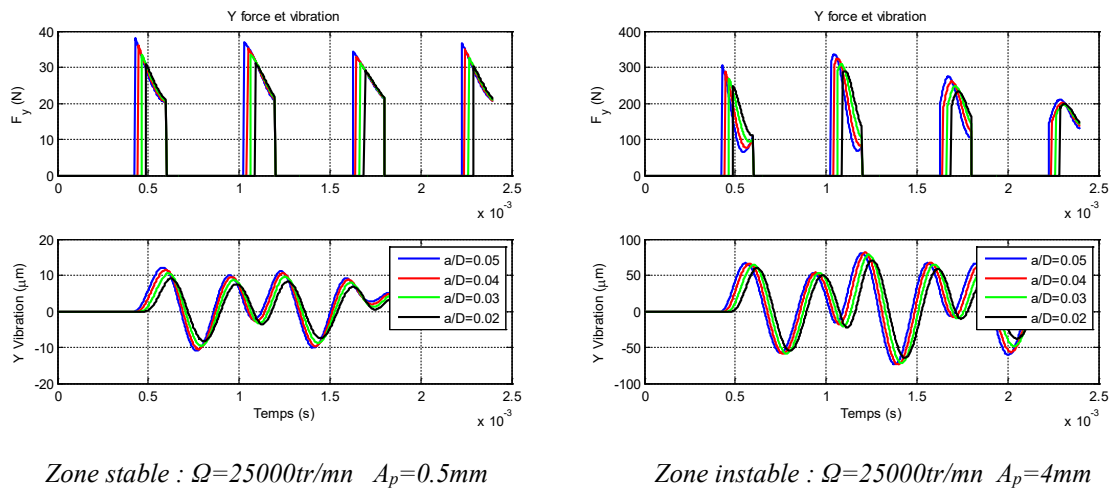 Y force et vibration
40
30
20
10
0
F_y (N)
0 0.5 1 1.5 2 2.5
x 10^-3
20
10
0
-10
-20
Y Vibration (μm)
a/D=0.05
a/D=0.04
a/D=0.03
a/D=0.02
0 0.5 1 1.5 2 2.5
Temps (s)
x 10^-3
Zone stable : Ω=25000tr/mn A_p=0.5mm
Y force et vibration
400
300
200
100
0
F_y (N)
0 0.5 1 1.5 2 2.5
x 10^-3
100
50
0
-50
-100
Y Vibration (μm)
a/D=0.05
a/D=0.04
a/D=0.03
a/D=0.02
0 0.5 1 1.5 2 2.5
Temps (s)
x 10^-3
Zone instable : Ω=25000tr/mn A_p=4mm